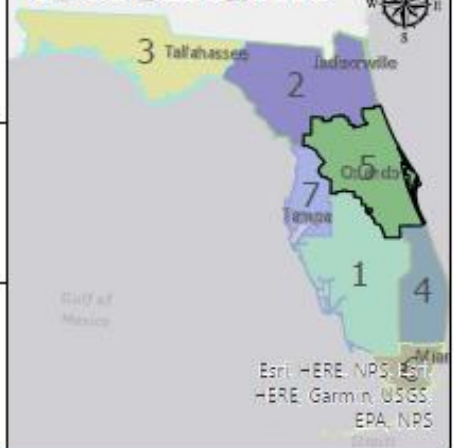 W
E
S
3 Tallahassee
Jacksonville
2
5
Orlando
7
Tampa
1
4
Gulf of
Mexico
6
Esri, HERE, NPS, Esri,
HERE, Garmin, USGS,
EPA, NPS